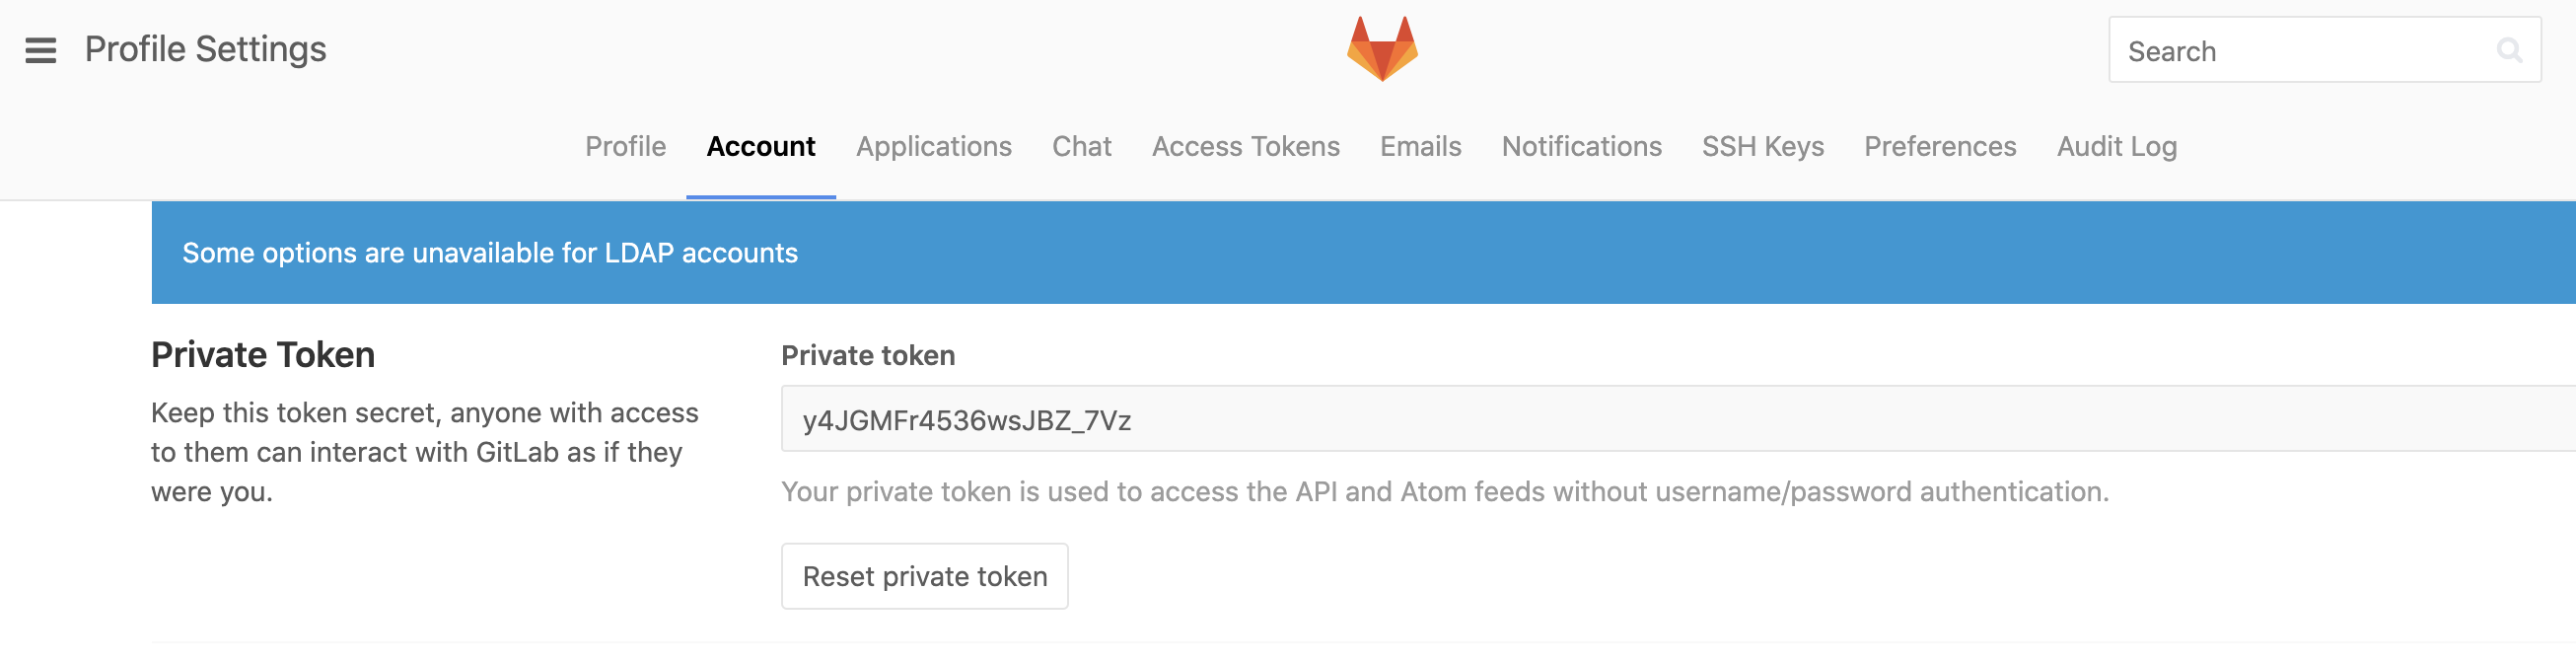 Profile Settings
Search
Profile Account Applications Chat Access Tokens Emails Notifications SSH Keys Preferences Audit Log
Some options are unavailable for LDAP accounts
Private Token
Keep this token secret, anyone with access
to them can interact with GitLab as if they
were you.
Private token
y4JGMFr4536wsJBZ_7Vz
Your private token is used to access the API and Atom feeds without username/password authentication.
Reset private token